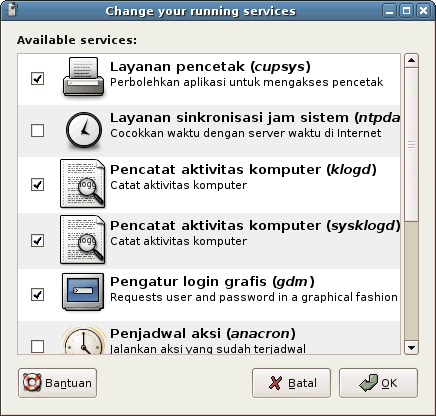 Change your running services
Available services:
Layanan pencetak (cupsys)
Perbolehkan aplikasi untuk mengakses pencetak
Layanan sinkronisasi jam sistem (ntpda
Cocokkan waktu dengan server waktu di Internet
Pencatat aktivitas komputer (klogd)
Catat aktivitas komputer
Pencatat aktivitas komputer (sysklogd)
Catat aktivitas komputer
Pengatur login grafis (gdm)
Requests user and password in a graphical fashion
Penjadwal aksi (anacron)
Jalankan aksi yang sudah terjadwal
Bantuan
Batal
OK